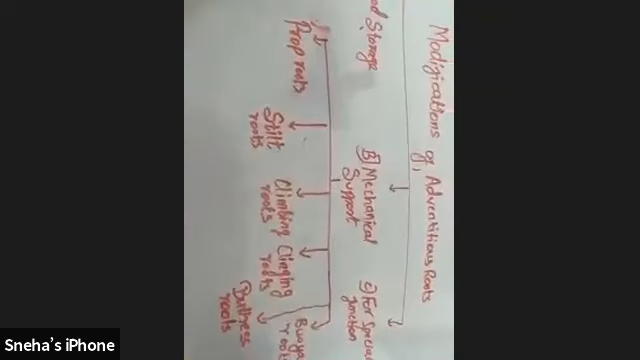 Modifications of Adventitious Roots
Storage
(B) Mechanical
Support
(C) For Special
function
Prop roots
Stilt
roots
Climbing
roots
Clinging
roots
Buttress
roots
Sneha's iPhone